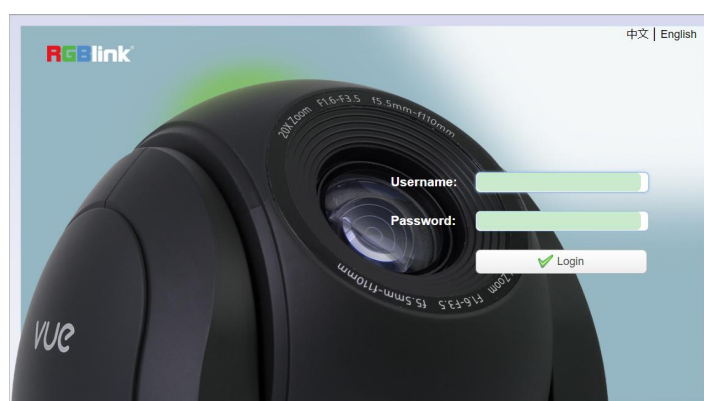 中文 | English
RGBlink
20X Zoom F1.6-F3.5 f5.5mm-f110mm
Username:
Password:
Login
20X Zoom F1.6-F3.5 f5.5mm-f110mm
VUE